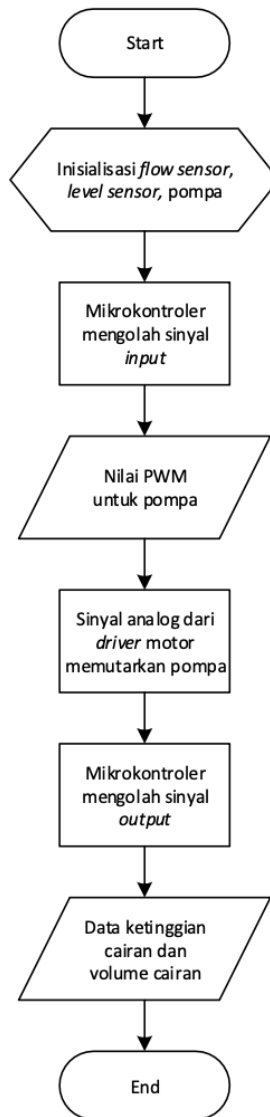 Start
Inisialisasi flow sensor,
level sensor, pompa
Mikrokontroler
mengolah sinyal
input
Nilai PWM
untuk pompa
Sinyal analog dari
driver motor
memutarkan pompa
Mikrokontroler
mengolah sinyal
output
Data ketinggian
cairan dan
volume cairan
End